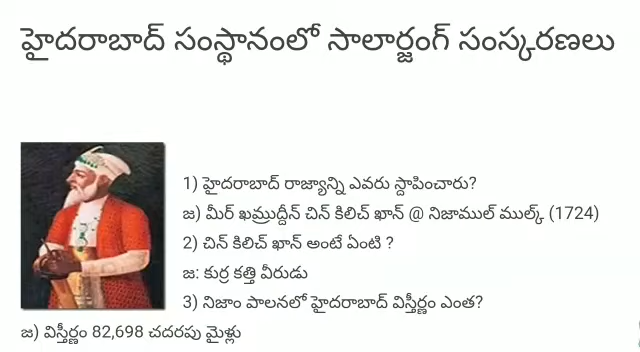 హైదరాబాద్ సంస్థానంలో సాలార్జంగ్ సంస్కరణలు
1) హైదరాబాద్ రాజ్యాన్ని ఎవరు స్థాపించారు?
జ) మీర్ ఖమ్రుద్దీన్ చిన్ కిలిచ్ ఖాన్ @ నిజాముల్ ముల్క్ (1724)
2) చిన్ కిలిచ్ ఖాన్ అంటే ఏంటి ?
జ: కుర్ర కత్తి వీరుడు
3) నిజాం పాలనలో హైదరాబాద్ విస్తీర్ణం ఎంత?
జ) విస్తీర్ణం 82,698 చదరపు మైళ్లు